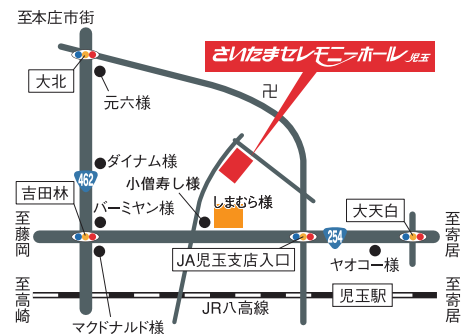 至本庄市街
さいたまセレモニーホール児玉
大北
元六様
卍
ダイナム様
462
小僧寿し様
しまむら様
吉田林
バーミヤン様
大天白
至藤岡
至寄居
JA児玉支店入口
254
ヤオコー様
至高崎
JR八高線
児玉駅
至寄居
マクドナルド様